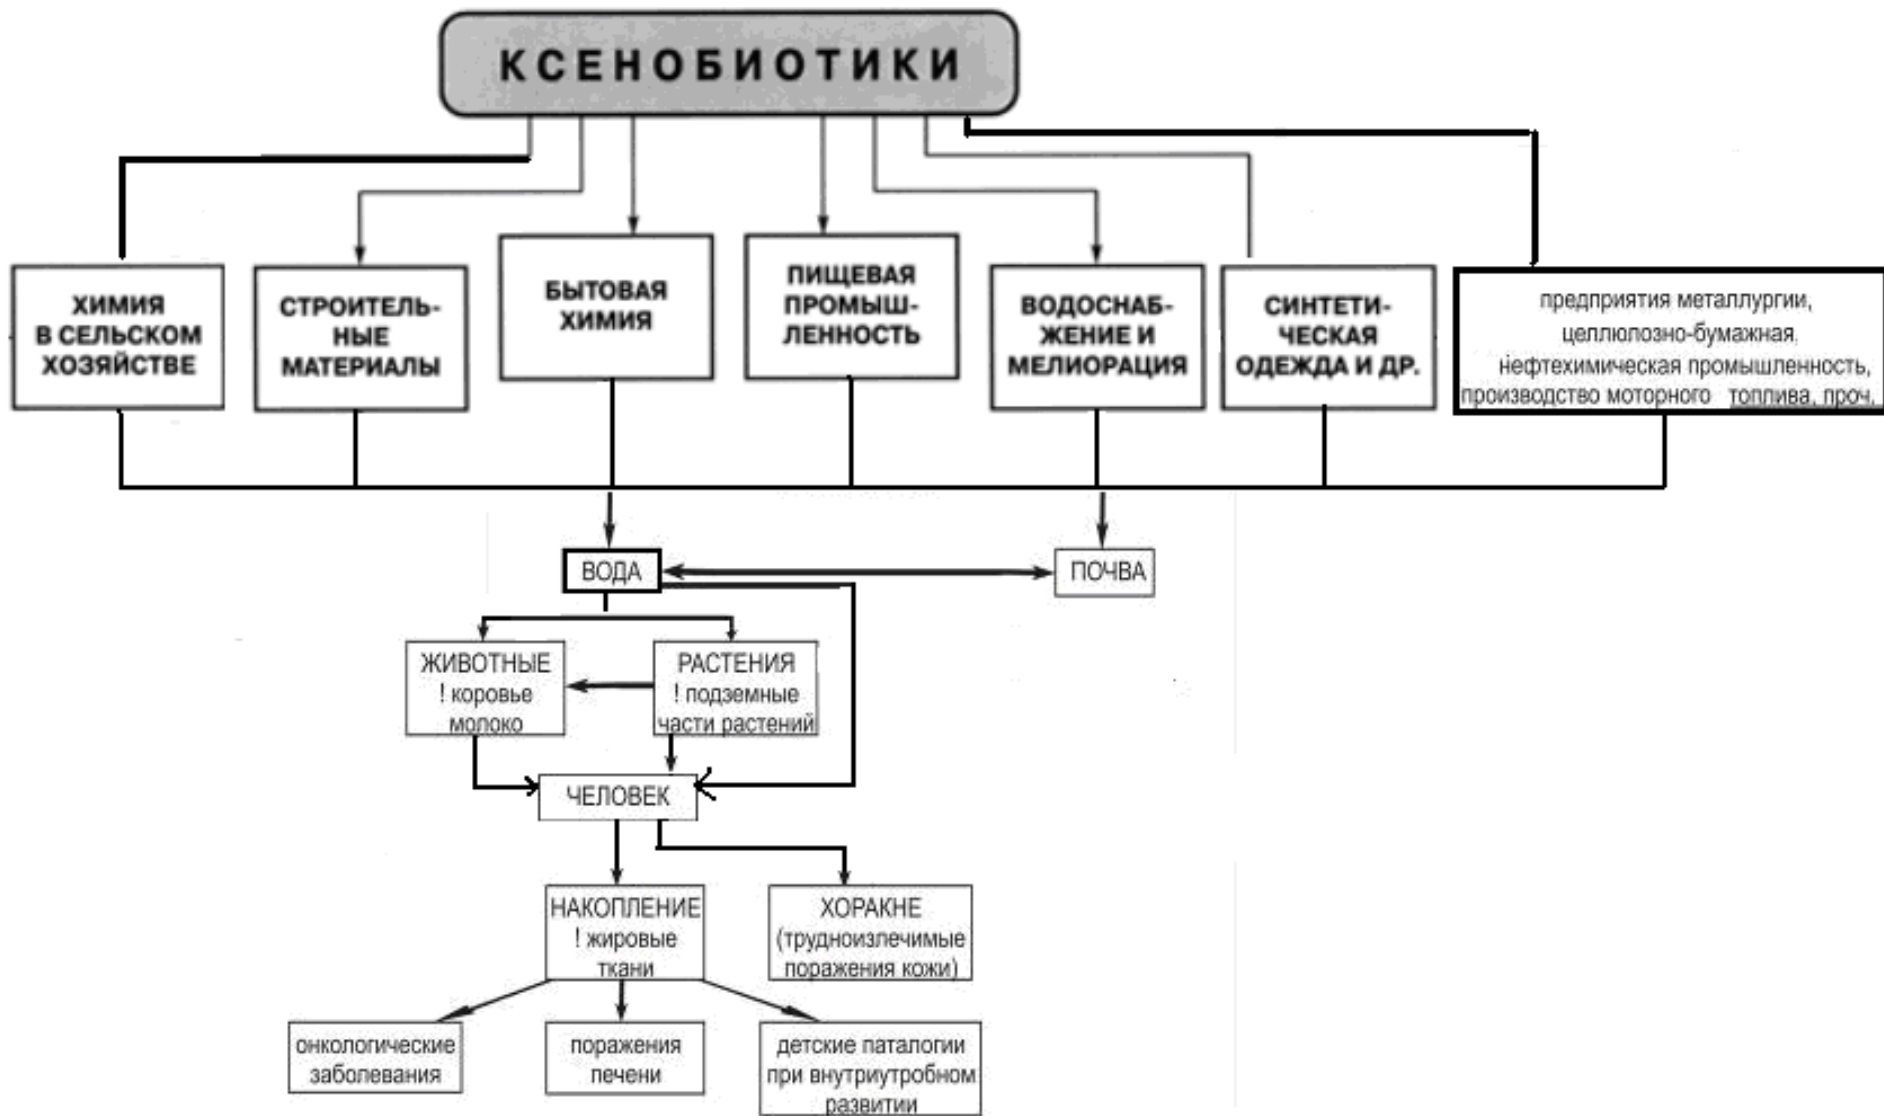 КСЕНОБИОТИКИ
ХИМИЯ
В СЕЛЬСКОМ
ХОЗЯЙСТВЕ
СТРОИТЕЛЬ-
НЫЕ
МАТЕРИАЛЫ
БЫТОВАЯ
ХИМИЯ
ПИЩЕВАЯ
ПРОМЫШ-
ЛЕННОСТЬ
ВОДОСНАБ-
ЖЕНИЕ И
МЕЛИОРАЦИЯ
СИНТЕТИ-
ЧЕСКАЯ
ОДЕЖДА И ДР.
предприятия металлургии,
целлюлозно-бумажная,
нефтехимическая промышленность,
производство моторного топлива, проч.
ВОДА
ПОЧВА
ЖИВОТНЫЕ
! коровье
молоко
РАСТЕНИЯ
! подземные
части растений
ЧЕЛОВЕК
НАКОПЛЕНИЕ
! жировые
ткани
ХОРАКНЕ
(трудноизлечимые
поражения кожи)
онкологические
заболевания
поражения
печени
детские паталогии
при внутриутробном
развитии